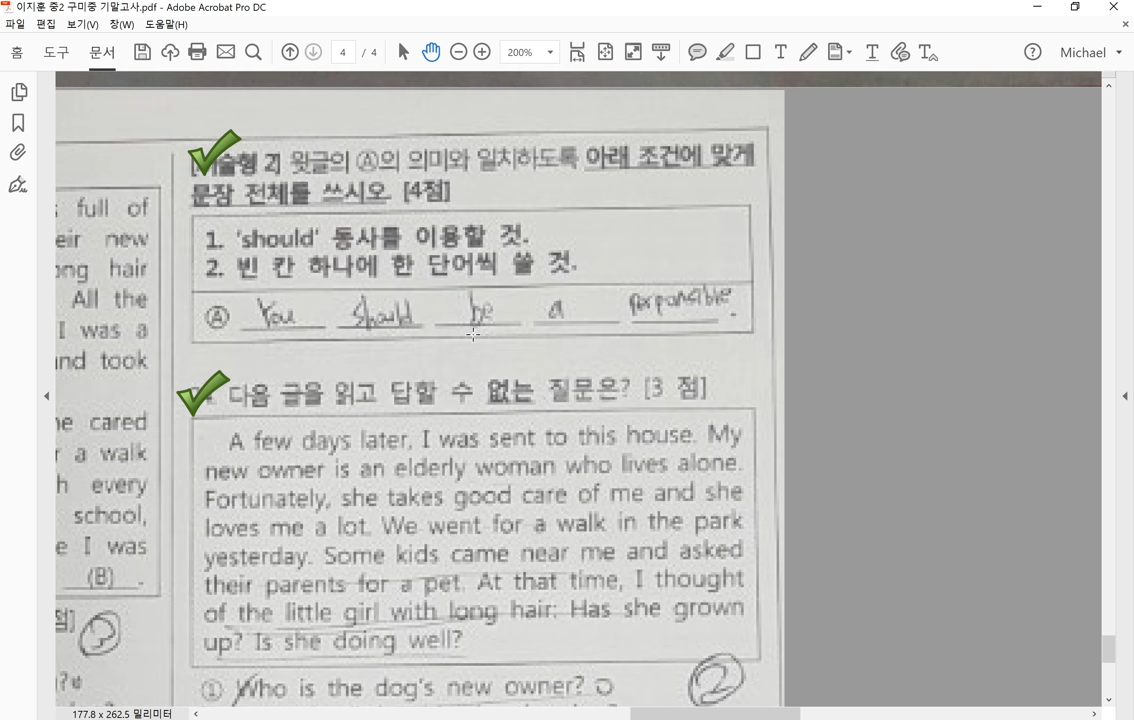 이지훈 중2 구미중 기말고사.pdf - Adobe Acrobat Pro DC
파일 편집 보기(V) 창(W) 도움말(H)
홈 도구 문서 4 / 4 200% Michael
술형 2] 윗글의 Ⓐ의 의미와 일치하도록 아래 조건에 맞게
문장 전체를 쓰시오. [4점]
1. 'should' 동사를 이용할 것.
2. 빈 칸 하나에 한 단어씩 쓸 것.
Ⓐ You should be a
다음 글을 읽고 답할 수 없는 질문은? [3 점]
A few days later, I was sent to this house. My
new owner is an elderly woman who lives alone.
Fortunately, she takes good care of me and she
loves me a lot. We went for a walk in the park
yesterday. Some kids came near me and asked
their parents for a pet. At that time, I thought
of the little girl with long hair: Has she grown
up? Is she doing well?
① Who is the dog's new owner?
②
full of
eir new
ong hair
All the
I was a
nd took
e cared
a walk
h every
school,
e I was
(B) .
점]
177.8 x 262.5 밀리미터